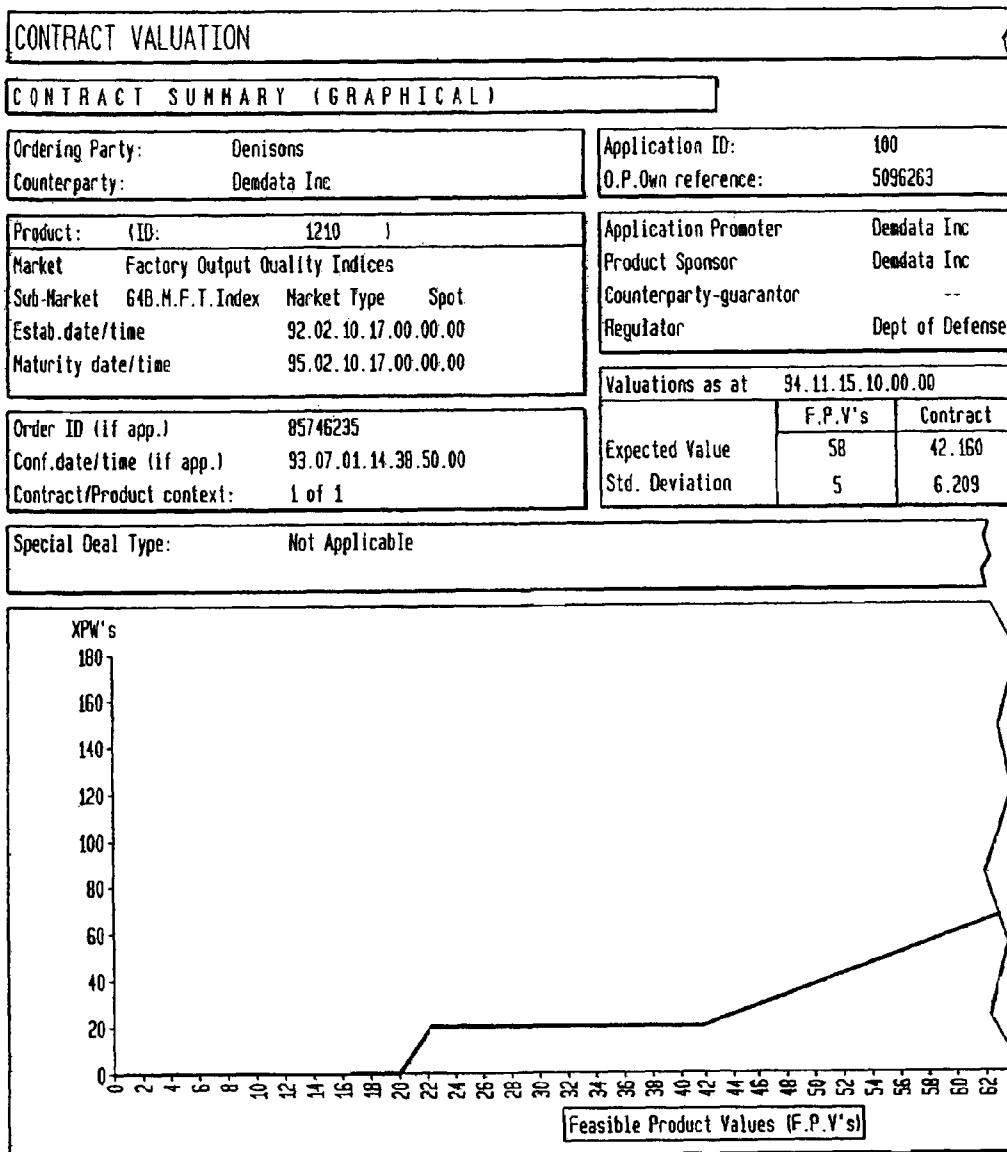 CONTRACT VALUATION
CONTRACT SUMMARY (GRAPHICAL)
Ordering Party: Denisons
Counterparty: Demdata Inc
Application ID: 100
O.P.Own reference: 5096263
Product: (ID: 1210 )
Market Factory Output Quality Indices
Sub-Market 64B.M.F.T.Index Market Type Spot
Estab.date/time 92.02.10.17.00.00.00
Maturity date/time 95.02.10.17.00.00.00
Application Promoter Demdata Inc
Product Sponsor Demdata Inc
Counterparty-guarantor --
Regulator Dept of Defense
Order ID (if app.) 85746235
Conf.date/time (if app.) 93.07.01.14.38.50.00
Contract/Product context: 1 of 1
Valuations as at 94.11.15.10.00.00
F.P.V's Contract
Expected Value 58 42.160
Std. Deviation 5 6.209
Special Deal Type: Not Applicable
XPW's
180
160
140
120
100
80
60
40
20
0
0 2 4 6 8 10 12 14 16 18 20 22 24 26 28 30 32 34 36 38 40 42 44 46 48 50 52 54 56 58 60 62
Feasible Product Values (F.P.V's)